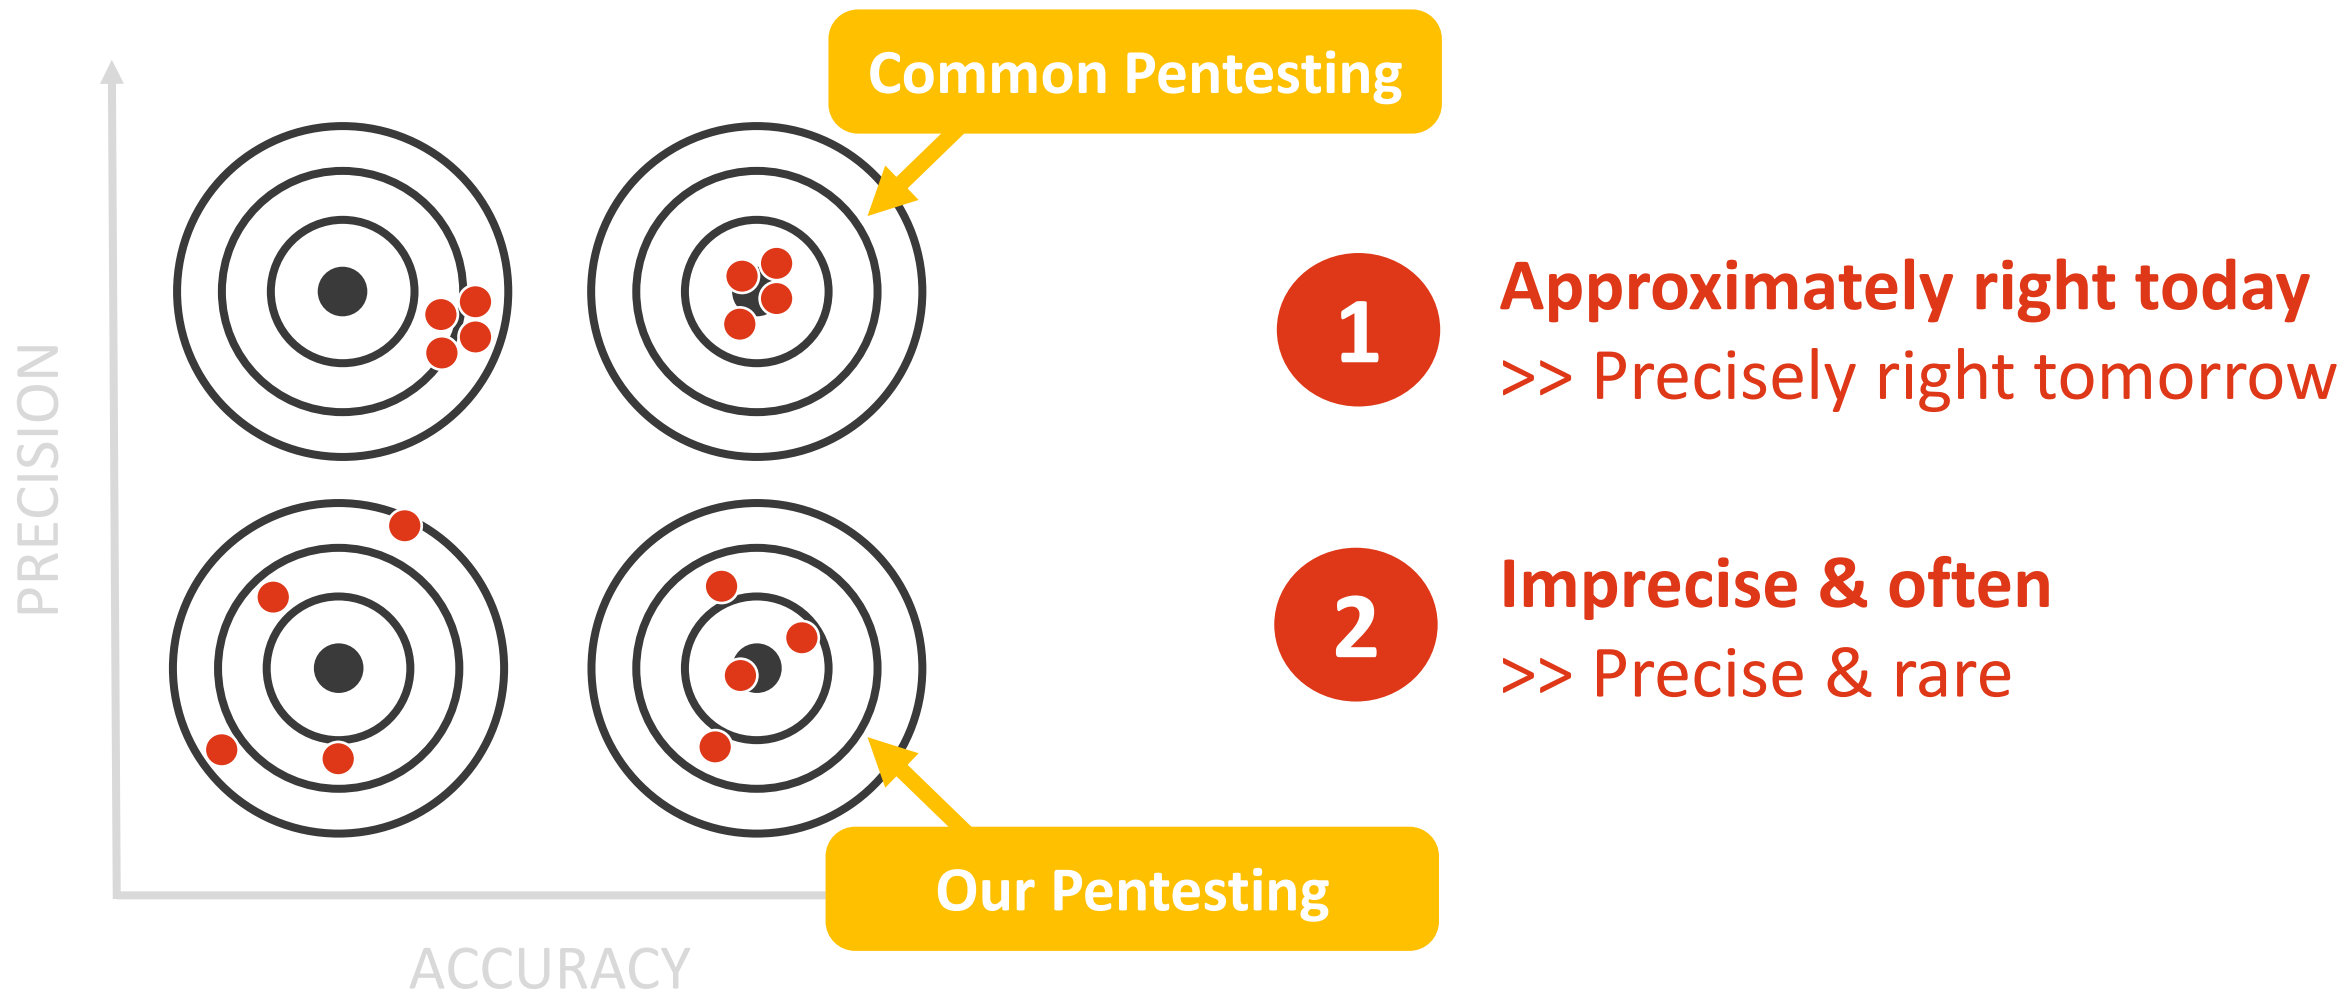 Common Pentesting
PRECISION
1
Approximately right today
>> Precisely right tomorrow
2
Imprecise & often
>> Precise & rare
Our Pentesting
ACCURACY